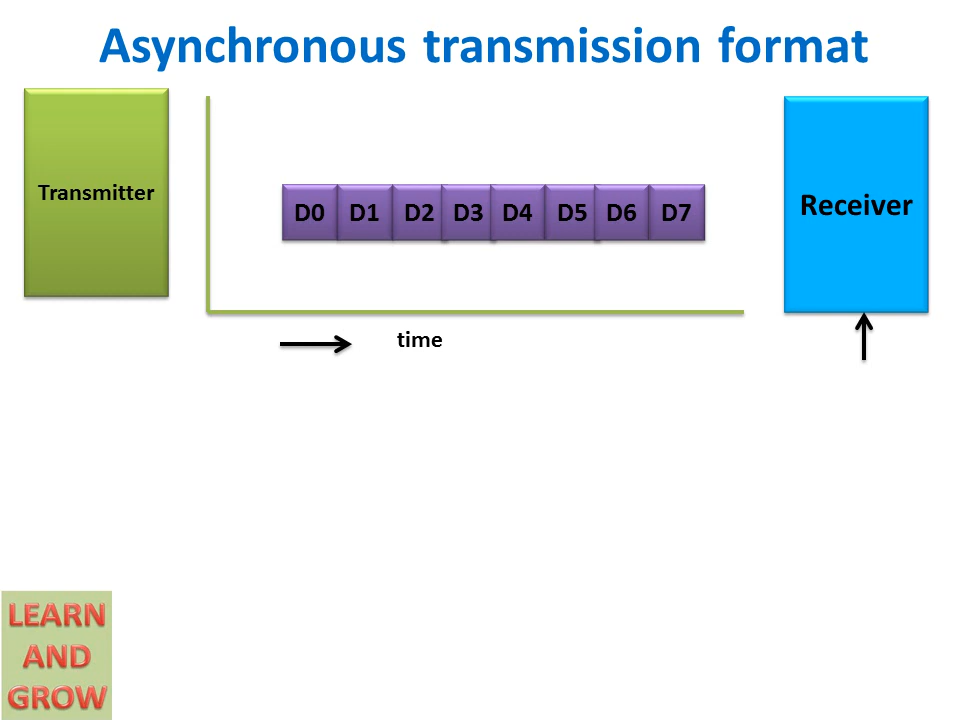 Asynchronous transmission format
Transmitter
D0 D1 D2 D3 D4 D5 D6 D7
Receiver
time
LEARN
AND
GROW